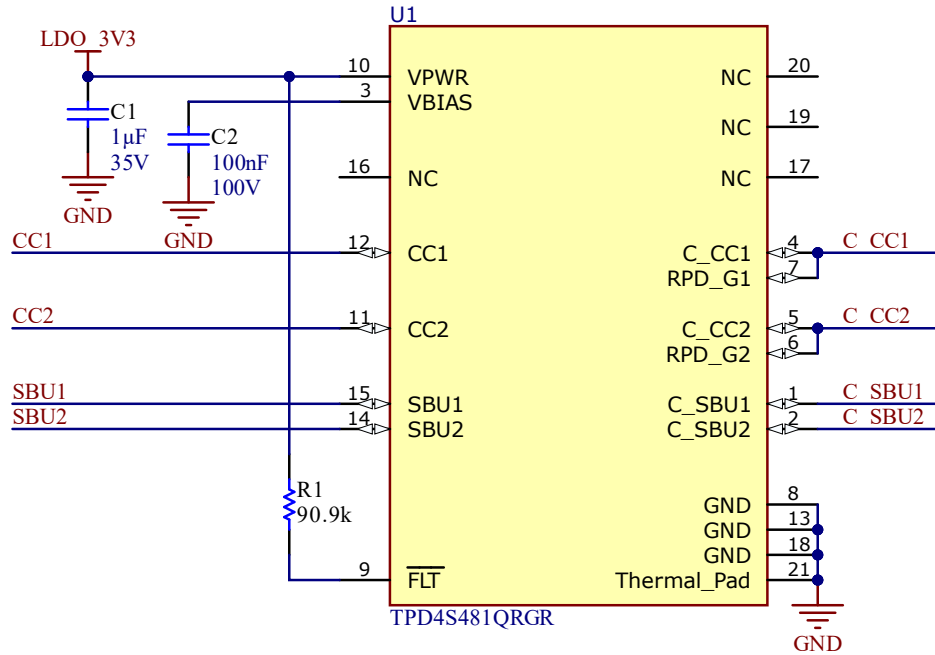 U1
LDO_3V3
10 VPWR
3 VBIAS
NC 20
C1
1µF
35V
GND
C2
100nF
100V
GND
NC 19
16 NC
NC 17
CC1 12 CC1
C_CC1 4 C_CC1
RPD_G1 7
CC2 11 CC2
C_CC2 5 C_CC2
RPD_G2 6
SBU1 15 SBU1
C_SBU1 1 C_SBU1
SBU2 14 SBU2
C_SBU2 2 C_SBU2
R1
90.9k
GND 8
GND 13
GND 18
9 FLT
Thermal_Pad 21
TPD4S481QRGR
GND